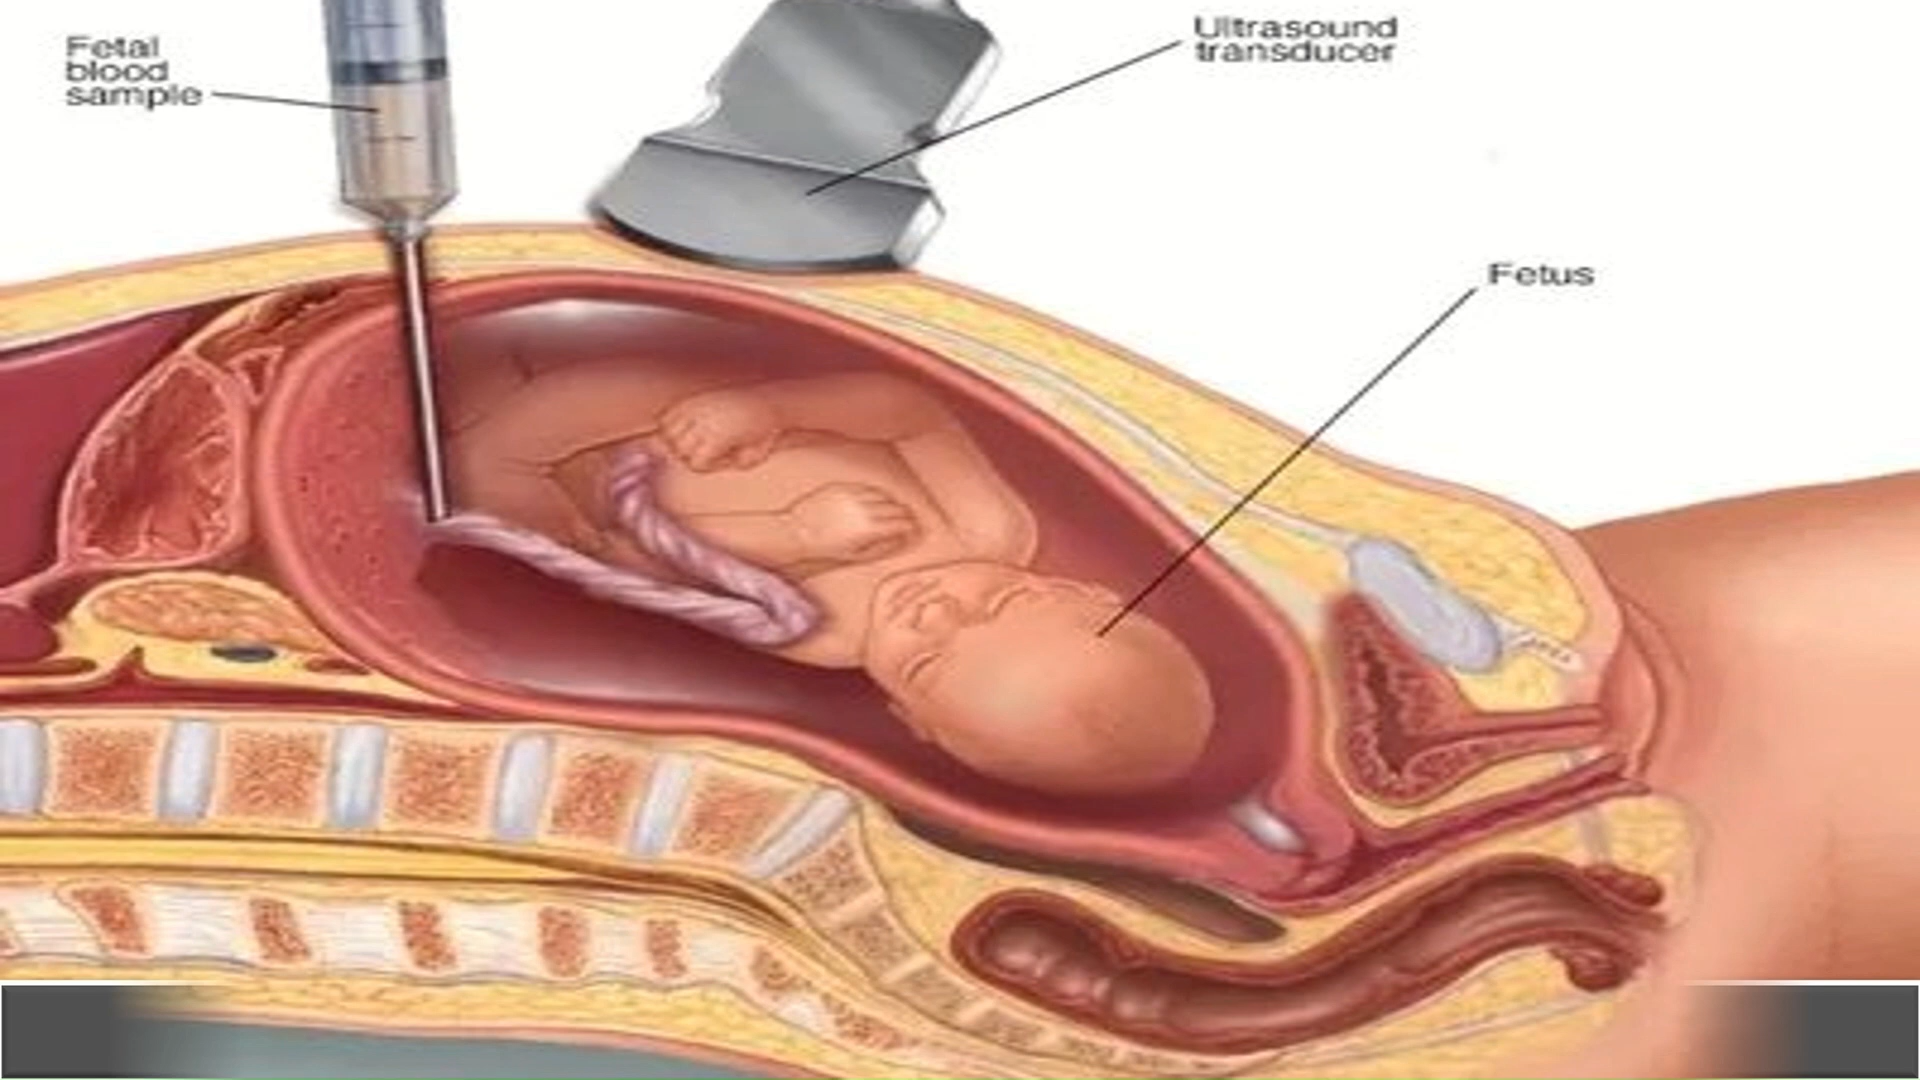 Fetal
blood
sample
Ultrasound
transducer
Fetus